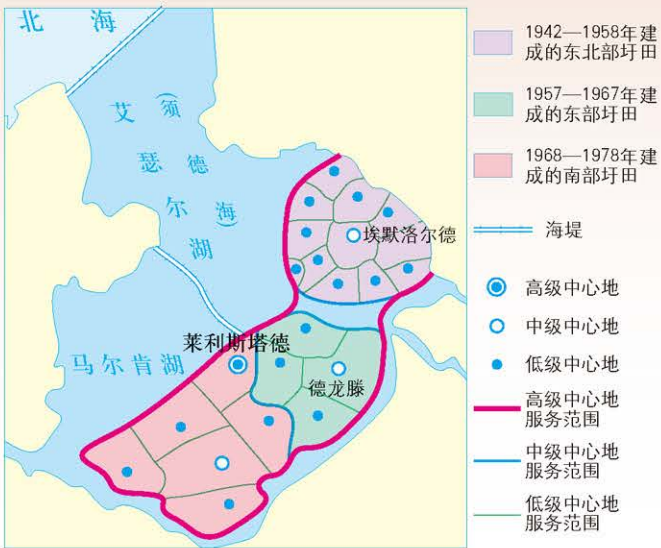 北海
艾瑟尔湖
(须德海)
埃默洛尔德
莱利斯塔德
马尔肯湖
德龙滕
1942—1958年建
成的东北部圩田
1957—1967年建
成的东部圩田
1968—1978年建
成的南部圩田
海堤
高级中心地
中级中心地
低级中心地
高级中心地
服务范围
中级中心地
服务范围
低级中心地
服务范围